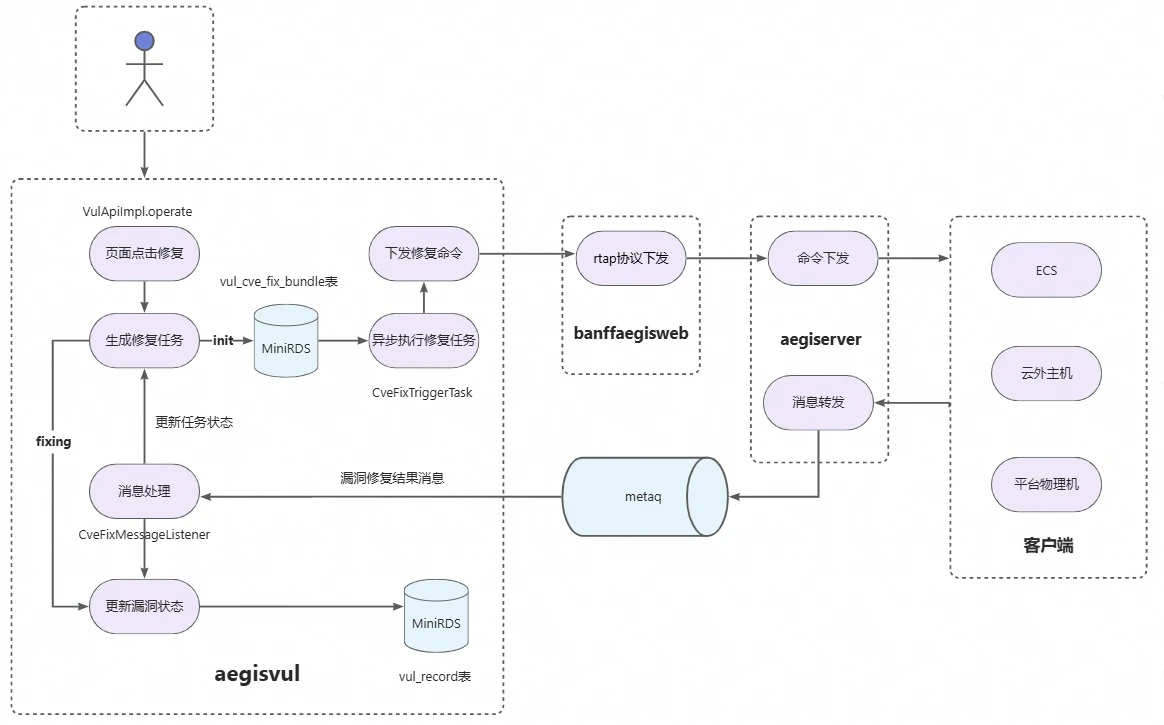 VulApiImpl.operate
页面点击修复
下发修复命令
rtap协议下发
命令下发
ECS
vul_cve_fix_bundle表
生成修复任务
init
MiniRDS
异步执行修复任务
banffaegisweb
aegiserver
CveFixTriggerTask
云外主机
消息转发
更新任务状态
fixing
漏洞修复结果消息
消息处理
metaq
平台物理机
CveFixMessageListener
客户端
更新漏洞状态
MiniRDS
aegisvul
vul_record表